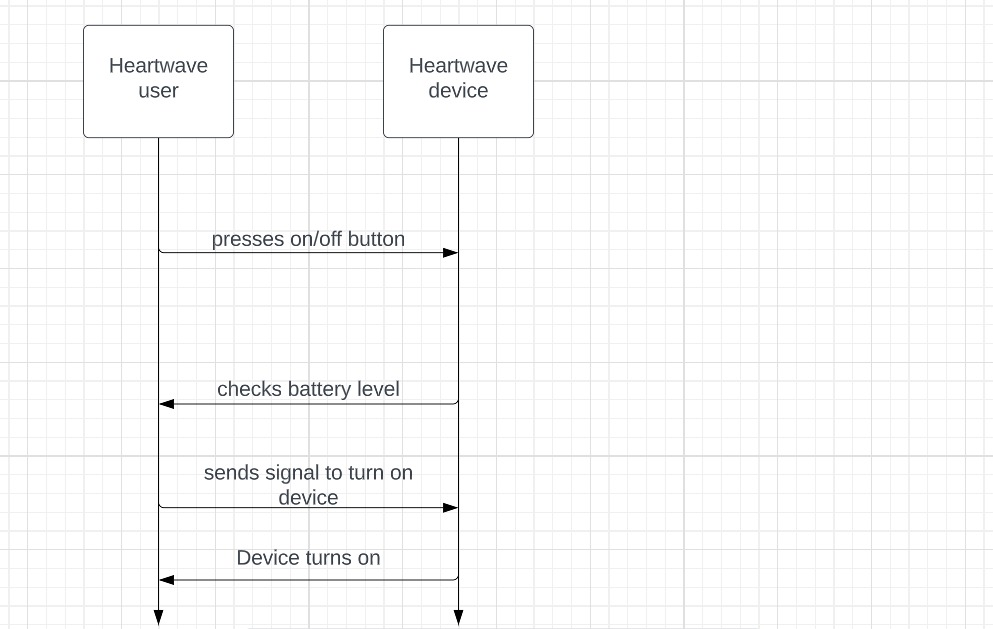 Heartwave
user
Heartwave
device
presses on/off button
checks battery level
sends signal to turn on
device
Device turns on